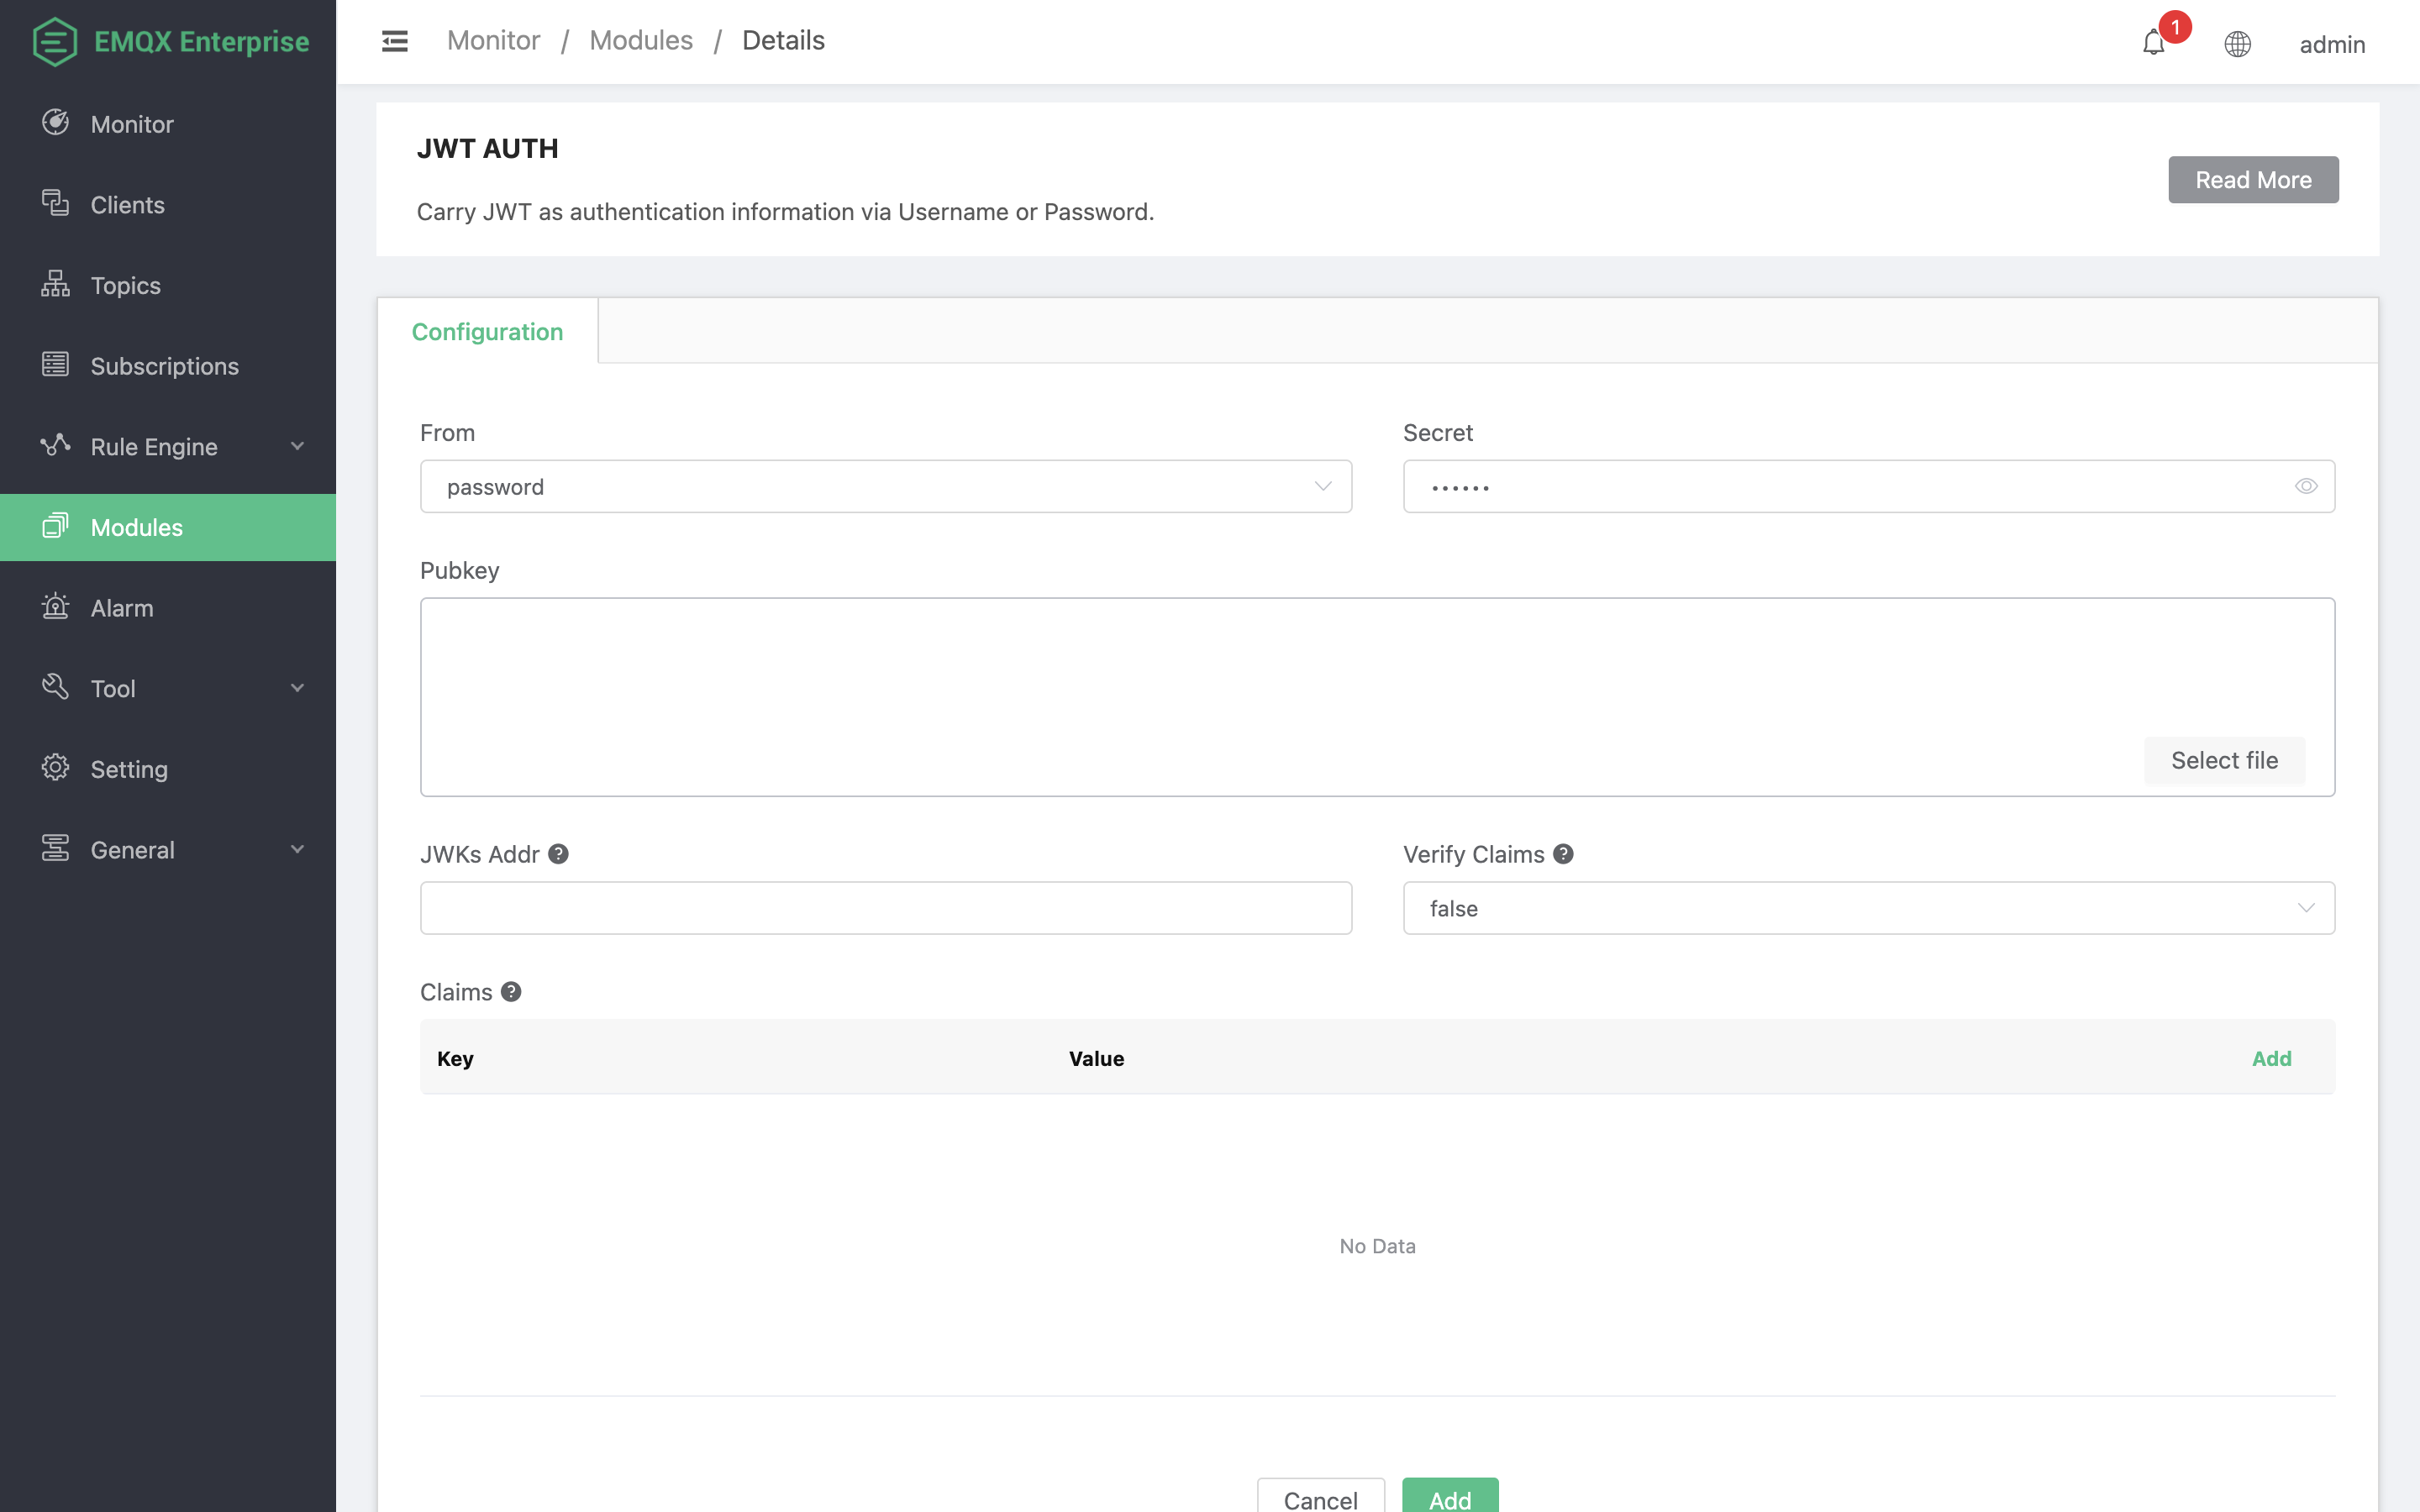 EMQX Enterprise
Monitor / Modules / Details
1
admin
Monitor
Clients
Topics
Subscriptions
Rule Engine
Modules
Alarm
Tool
Setting
General
JWT AUTH
Carry JWT as authentication information via Username or Password.
Read More
Configuration
From
Secret
password
••••••
Pubkey
Select file
JWKs Addr ?
Verify Claims ?
false
Claims ?
Key Value Add
No Data
Cancel Add